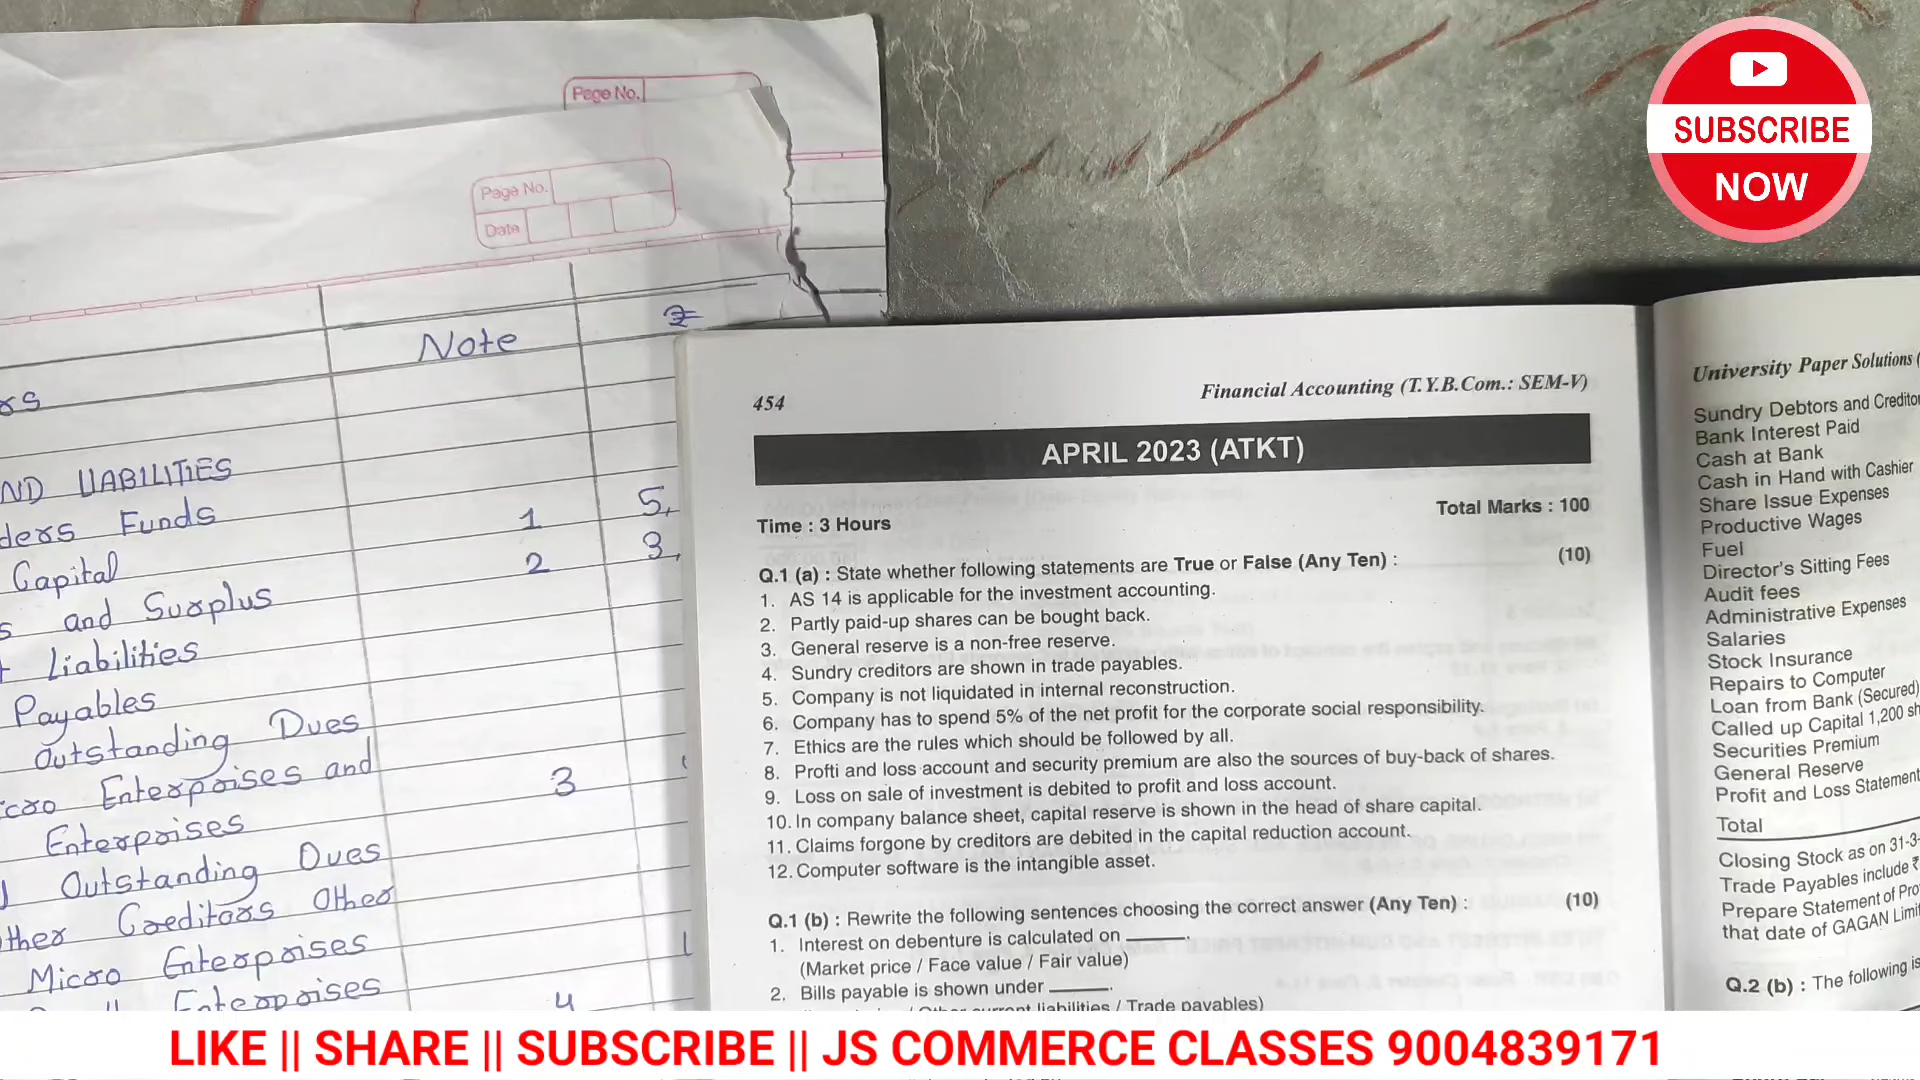 Page No.
Page No.
Date
Note ₹
ND LIABILITIES
ders Funds
Capital 1 5,
and Surplus 2 3,
Liabilities
Payables
Outstanding Dues
icro Enterprises and
Enterprises 3
Outstanding Dues
ther Creditors Other
Micro Enterprises
Enterprises 4
454 Financial Accounting (T.Y.B.Com.: SEM-V)
APRIL 2023 (ATKT)
Time : 3 Hours Total Marks : 100
Q.1 (a) : State whether following statements are True or False (Any Ten) : (10)
1. AS 14 is applicable for the investment accounting.
2. Partly paid-up shares can be bought back.
3. General reserve is a non-free reserve.
4. Sundry creditors are shown in trade payables.
5. Company is not liquidated in internal reconstruction.
6. Company has to spend 5% of the net profit for the corporate social responsibility.
7. Ethics are the rules which should be followed by all.
8. Profti and loss account and security premium are also the sources of buy-back of shares.
9. Loss on sale of investment is debited to profit and loss account.
10. In company balance sheet, capital reserve is shown in the head of share capital.
11. Claims forgone by creditors are debited in the capital reduction account.
12. Computer software is the intangible asset.
Q.1 (b) : Rewrite the following sentences choosing the correct answer (Any Ten) : (10)
1. Interest on debenture is calculated on ______.
(Market price / Face value / Fair value)
2. Bills payable is shown under ______.
current liabilities / Trade payables)
University Paper Solutions (
Sundry Debtors and Creditor
Bank Interest Paid
Cash at Bank
Cash in Hand with Cashier
Share Issue Expenses
Productive Wages
Fuel
Director's Sitting Fees
Audit fees
Administrative Expenses
Salaries
Stock Insurance
Repairs to Computer
Loan from Bank (Secured)
Called up Capital 1,200 sh
Securities Premium
General Reserve
Profit and Loss Statement
Total
Closing Stock as on 31-3-
Trade Payables include ₹
Prepare Statement of Pro
that date of GAGAN Limi
Q.2 (b) : The following is
SUBSCRIBE
NOW
LIKE || SHARE || SUBSCRIBE || JS COMMERCE CLASSES 9004839171